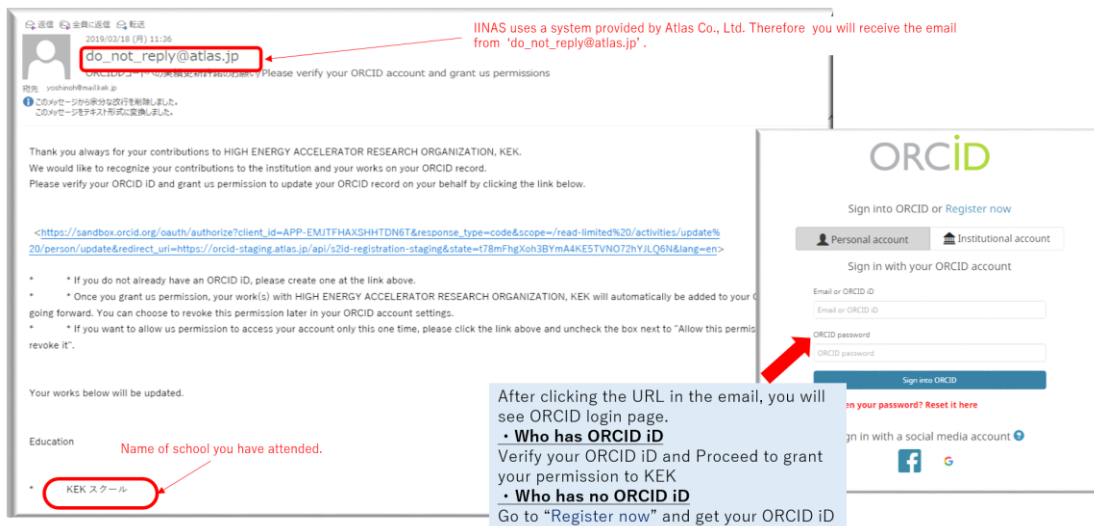 返信 全員に返信 転送
2019/03/18 (月) 11:36
do_not_reply@atlas.jp
Please verify your ORCID account and grant us permissions
宛先 yoshinoh@mail.kek.jp
このメッセージから余分な改行を削除しました。
このメッセージをテキスト形式に変換しました。
IINAS uses a system provided by Atlas Co., Ltd. Therefore you will receive the email
from 'do_not_reply@atlas.jp' .
Thank you always for your contributions to HIGH ENERGY ACCELERATOR RESEARCH ORGANIZATION, KEK.
We would like to recognize your contributions to the institution and your works on your ORCID record.
Please verify your ORCID iD and grant us permission to update your ORCID record on your behalf by clicking the link below.
<https://sandbox.orcid.org/oauth/authorize?client_id=APP-EMJTFHAXSHHTDN6T&response_type=code&scope=/read-limited%20/activities/update%
20/person/update&redirect_uri=https://orcid-staging.atlas.jp/api/s2id-registration-staging&state=t78mFhgXoh3BYmA4KE5TVNO72hYJLQ6N&lang=en>
* * If you do not already have an ORCID iD, please create one at the link above.
* * Once you grant us permission, your work(s) with HIGH ENERGY ACCELERATOR RESEARCH ORGANIZATION, KEK will automatically be added to your
going forward. You can choose to revoke this permission later in your ORCID account settings.
* * If you want to allow us permission to access your account only this one time, please click the link above and uncheck the box next to "Allow this
revoke it".
Your works below will be updated.
Education
Name of school you have attended.
* KEK スクール
ORCID
Sign into ORCID or Register now
Personal account Institutional account
Sign in with your ORCID account
Email or ORCID iD
Email or ORCID iD
ORCID password
ORCID password
Sign into ORCID
your password? Reset it here
in with a social media account ?
f G
After clicking the URL in the email, you will
see ORCID login page.
・Who has ORCID iD
Verify your ORCID iD and Proceed to grant
your permission to KEK
・Who has no ORCID iD
Go to “Register now” and get your ORCID iD